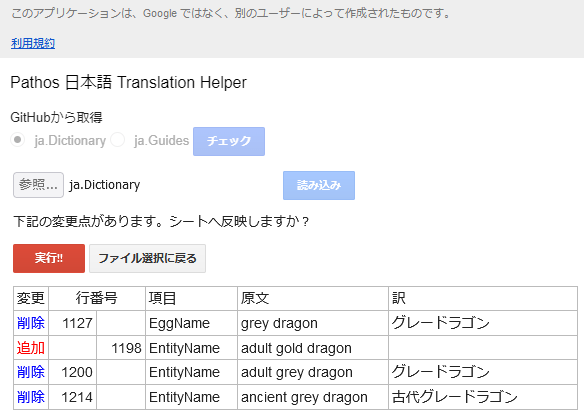 このアプリケーションは、Google ではなく、別のユーザーによって作成されたものです。
利用規約
Pathos 日本語 Translation Helper
GitHubから取得
ja.Dictionary ja.Guides チェック
参照... ja.Dictionary 読み込み
下記の変更点があります。シートへ反映しますか？
実行!! ファイル選択に戻る
変更 行番号 項目 原文 訳
削除 1127 EggName grey dragon グレードラゴン
追加 1198 EntityName adult gold dragon
削除 1200 EntityName adult grey dragon グレードラゴン
削除 1214 EntityName ancient grey dragon 古代グレードラゴン